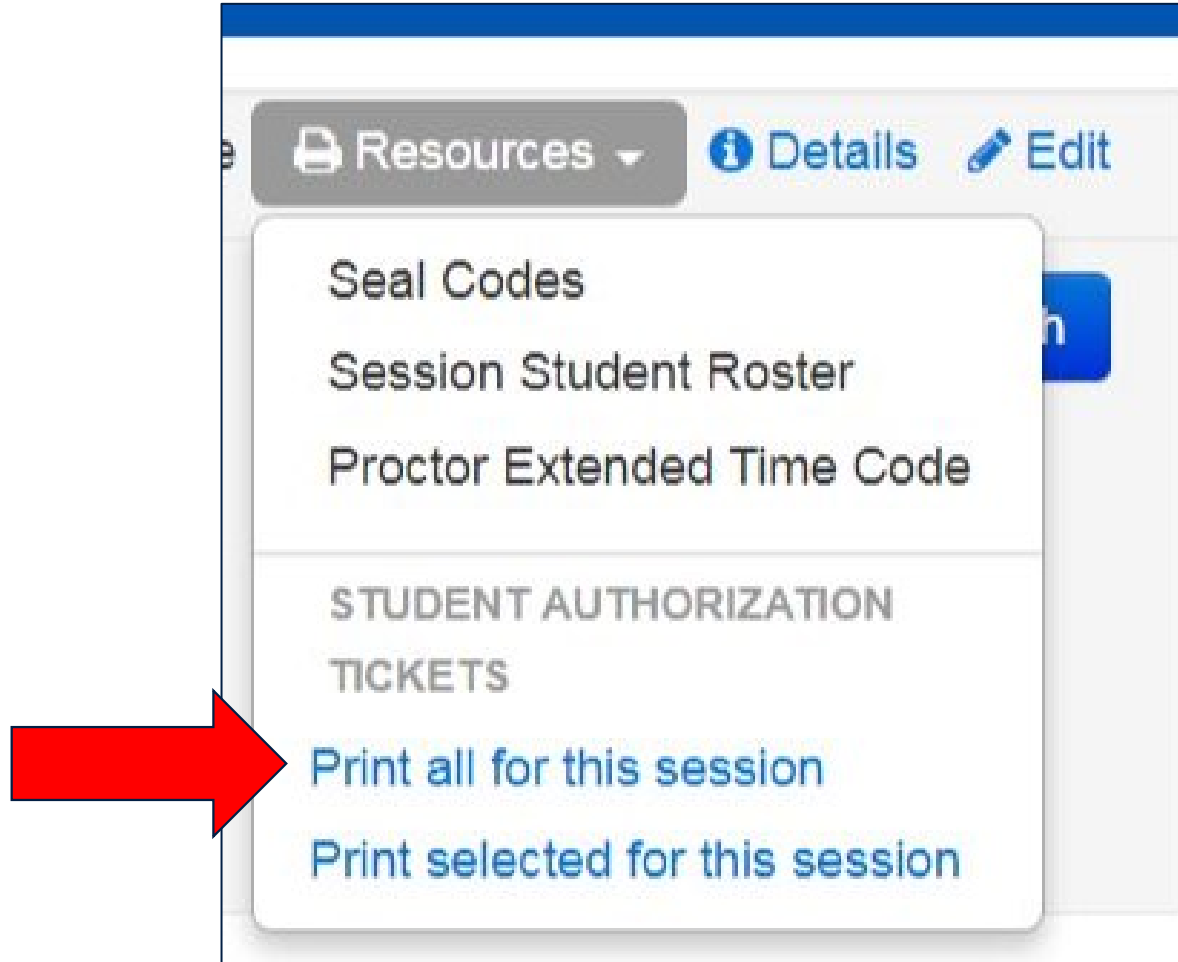 e Resources Details Edit
Seal Codes
h
Session Student Roster
Proctor Extended Time Code
STUDENT AUTHORIZATION
TICKETS
Print all for this session
Print selected for this session